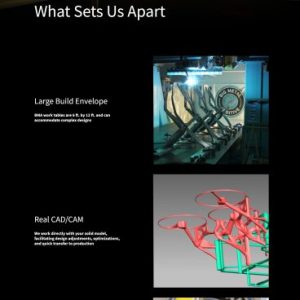 What Sets Us Apart
Large Build Envelope
BMA work tables are 6 ft. by 12 ft. and can
accommodate complex designs
Real CAD/CAM
We work directly with your solid model,
facilitating design adjustments, optimizations,
and quick transfer to production